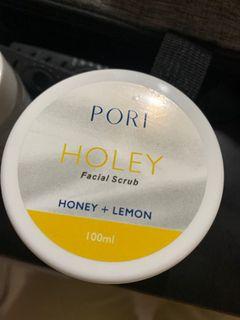 PORI
HOLEY
Facial Scrub
HONEY + LEMON
100ml